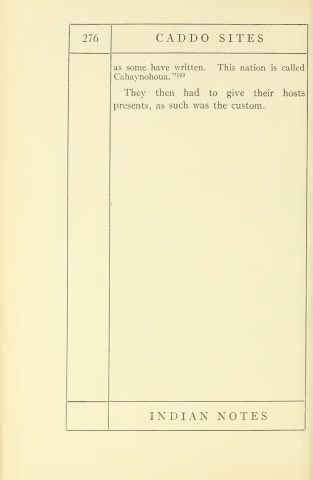 276
CADDO SITES
as some have written. This nation is called
Cahaynohoua."¹⁰³
They then had to give their hosts
presents, as such was the custom.
INDIAN NOTES